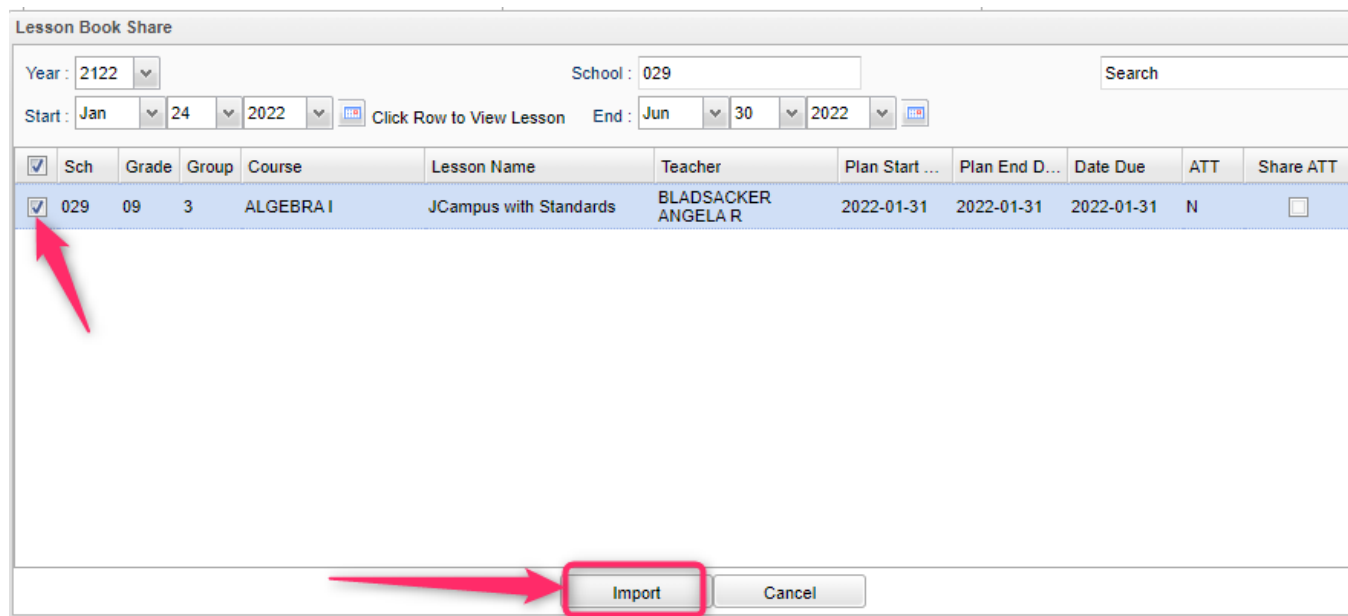 Lesson Book Share
Year : 2122 School : 029 Search
Start : Jan 24 2022 Click Row to View Lesson End : Jun 30 2022
Sch Grade Group Course Lesson Name Teacher Plan Start ... Plan End D... Date Due ATT Share ATT
029 09 3 ALGEBRA I JCampus with Standards BLADSACKER ANGELA R 2022-01-31 2022-01-31 2022-01-31 N
Import Cancel